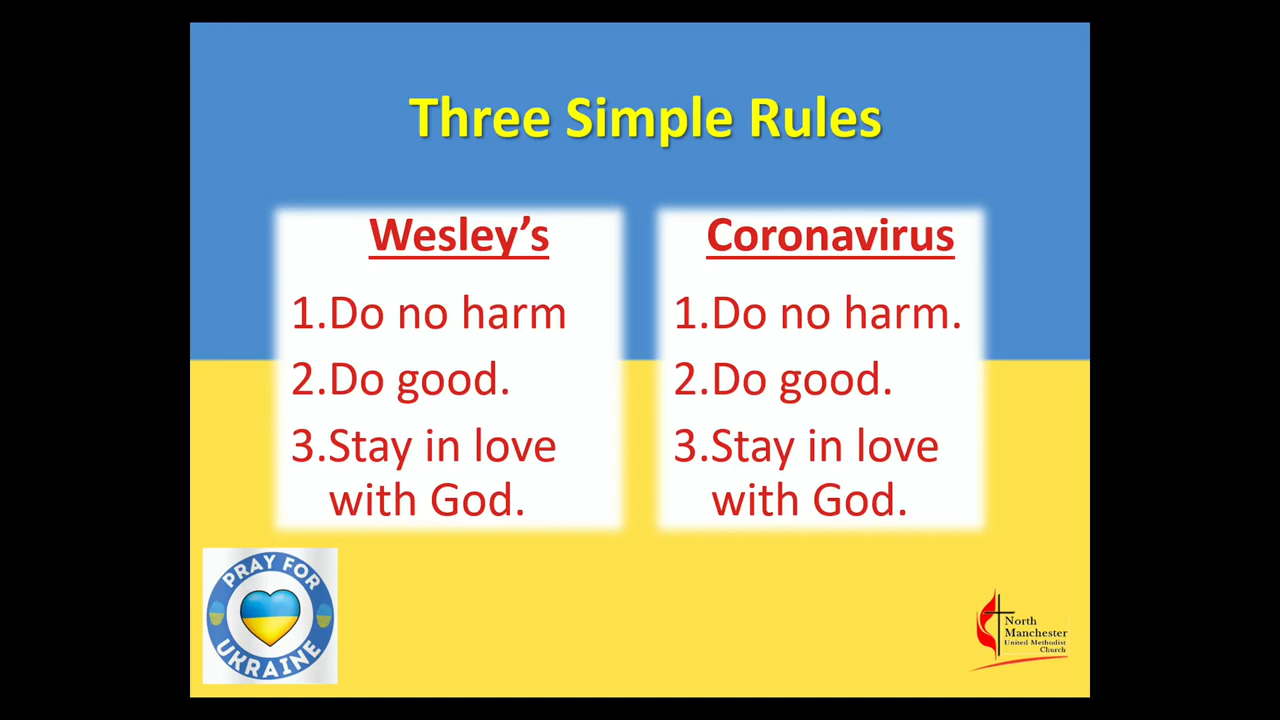 Three Simple Rules
Wesley’s
1.Do no harm
2.Do good.
3.Stay in love
with God.
Coronavirus
1.Do no harm.
2.Do good.
3.Stay in love
with God.
PRAY FOR
UKRAINE
North
Manchester
United Methodist
Church